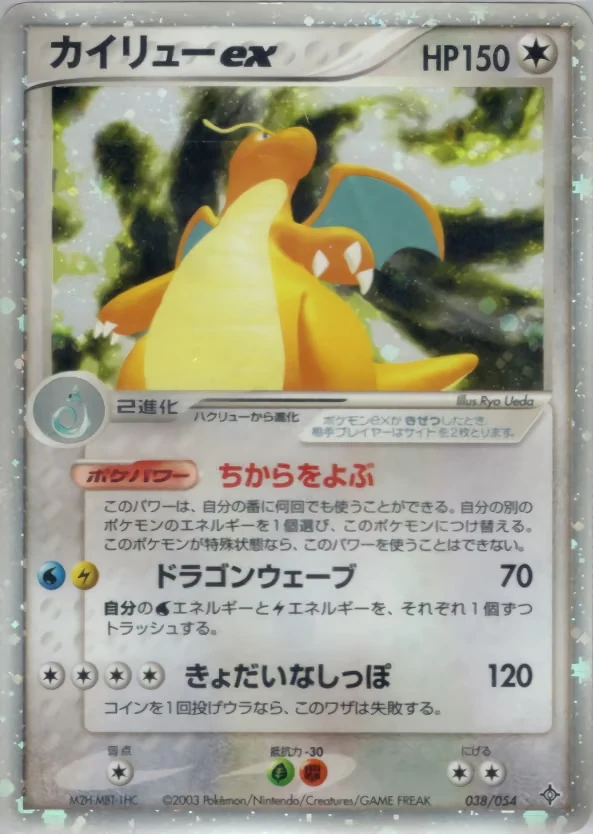 カイリューex HP150
Illus. Ryo Ueda
2進化
ハクリューから進化
ポケモンexがきぜつしたとき、
相手プレイヤーはサイドを2枚とります。
ポケパワー ちからをよぶ
このパワーは、自分の番に何回でも使うことができる。自分の別の
ポケモンのエネルギーを1個選び、このポケモンにつけ替える。
このポケモンが特殊状態なら、このパワーを使うことはできない。
ドラゴンウェーブ 70
自分のエネルギーとエネルギーを、それぞれ1個ずつ
トラッシュする。
きょだいなしっぽ 120
コインを1回投げウラなら、このワザは失敗する。
弱点 抵抗力 -30 にげる
©2003 Pokémon/Nintendo/Creatures/GAME FREAK 038/054